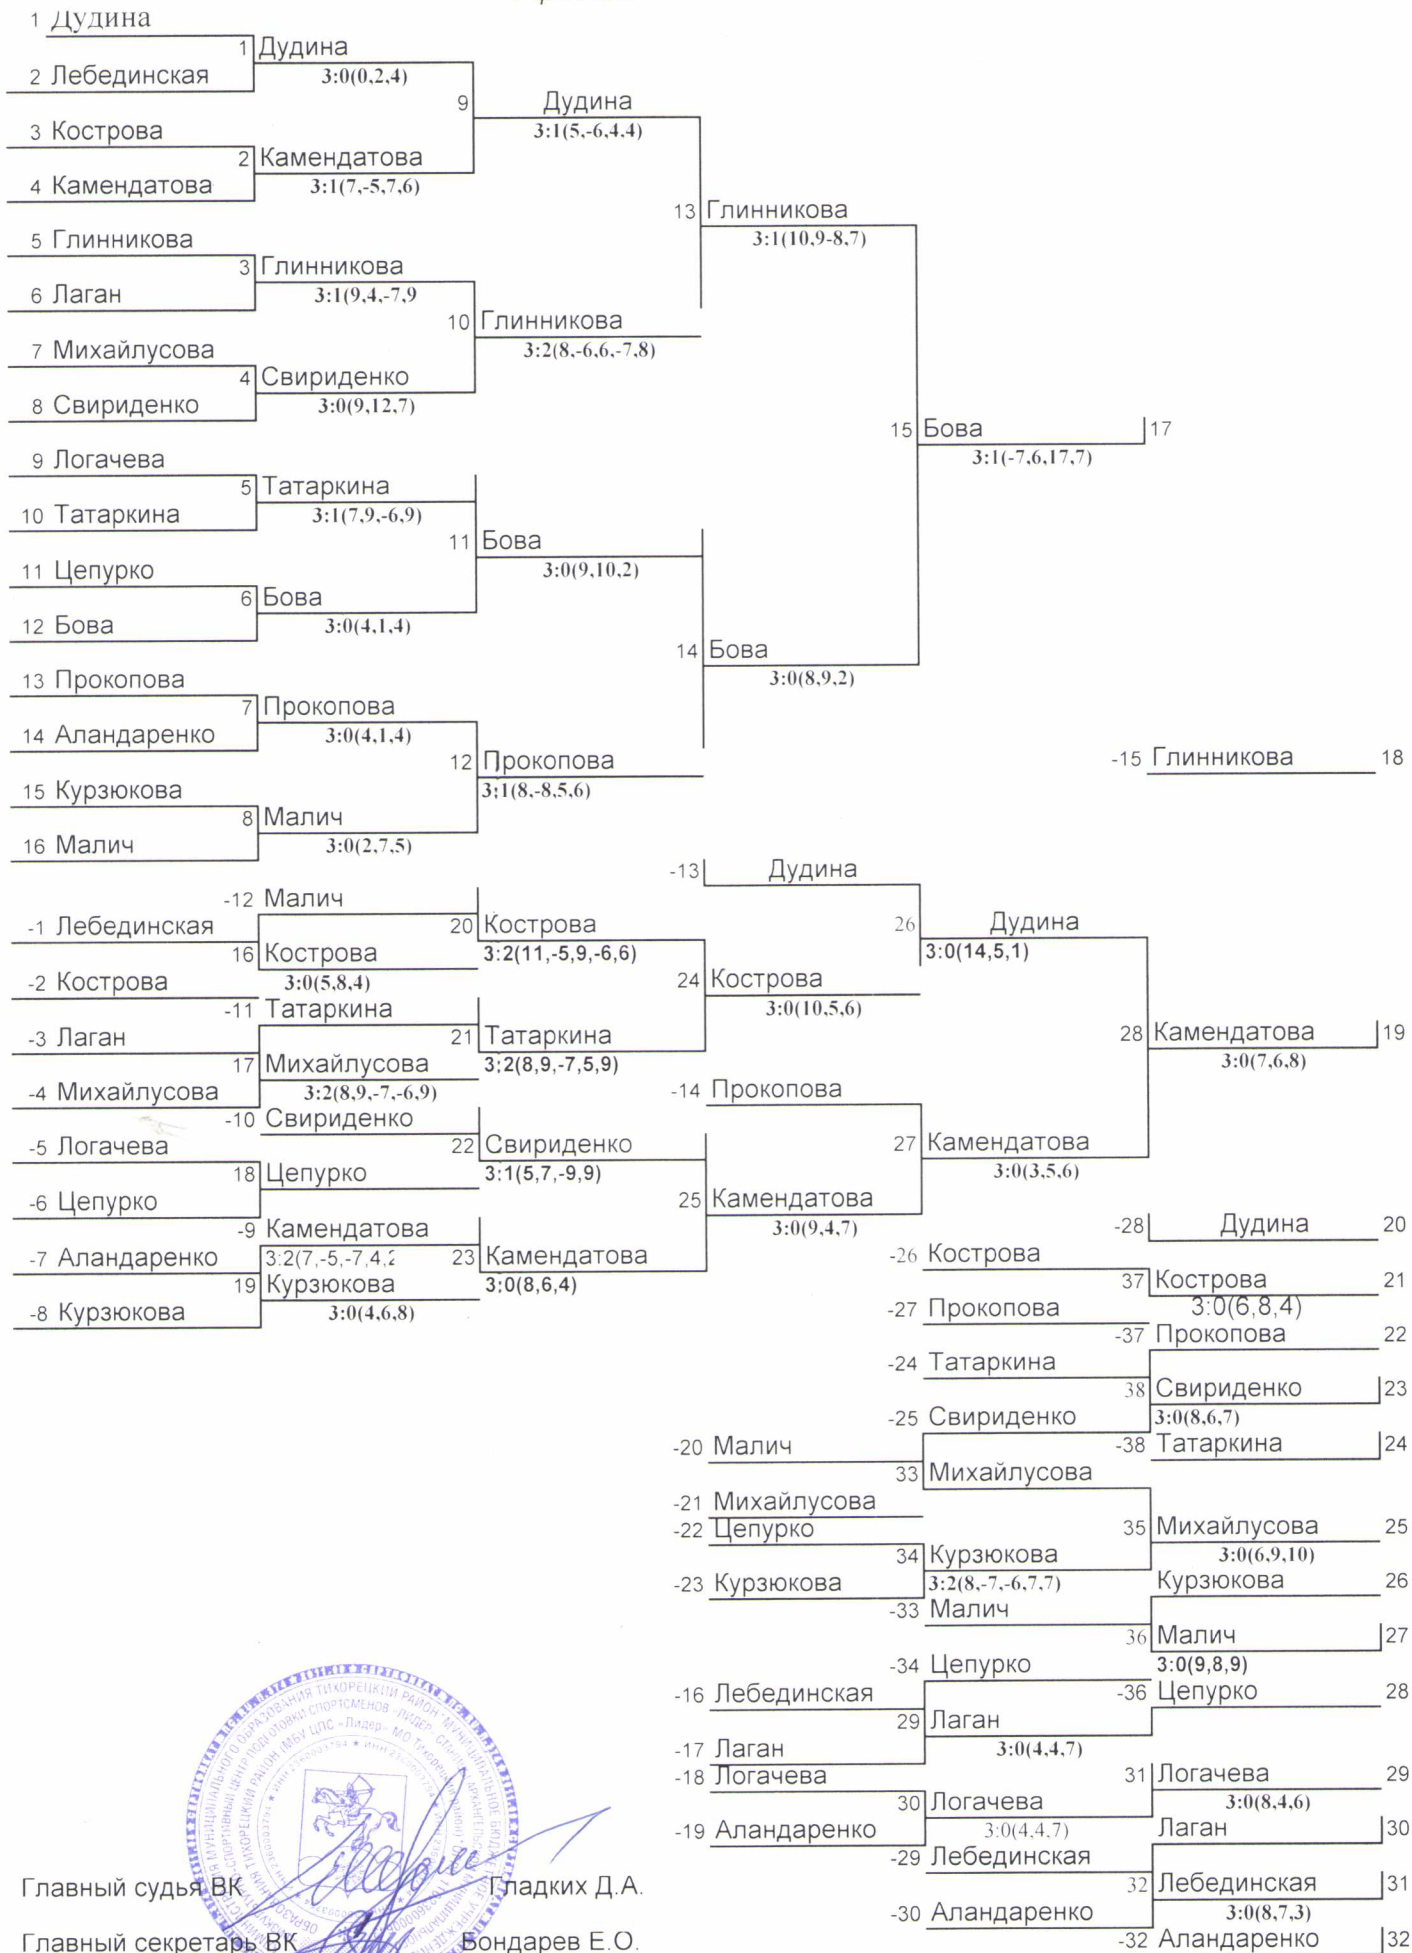 1 Дудина
1 Дудина
2 Лебединская 3:0(0,2,4)
9 Дудина
3 Кострова 3:1(5,-6,4,4)
2 Камендатова
4 Камендатова 3:1(7,-5,7,6)
13 Глинникова
5 Глинникова 3:1(10,9-8,7)
3 Глинникова
6 Лаган 3:1(9,4,-7,9
10 Глинникова
7 Михайлусова 3:2(8,-6,6,-7,8)
4 Свириденко
8 Свириденко 3:0(9,12,7)
15 Бова 17
9 Логачева 3:1(-7,6,17,7)
5 Татаркина
10 Татаркина 3:1(7,9,-6,9)
11 Бова
11 Цепурко 3:0(9,10,2)
6 Бова
12 Бова 3:0(4,1,4)
14 Бова
13 Прокопова 3:0(8,9,2)
7 Прокопова
14 Аландаренко 3:0(4,1,4)
12 Прокопова -15 Глинникова 18
15 Курзюкова 3:1(8,-8,5,6)
8 Малич
16 Малич 3:0(2,7,5)
-13 Дудина
-12 Малич
-1 Лебединская 20 Кострова 26 Дудина
16 Кострова 3:2(11,-5,9,-6,6) 3:0(14,5,1)
-2 Кострова 3:0(5,8,4) 24 Кострова
-11 Татаркина 3:0(10,5,6)
-3 Лаган 21 Татаркина 28 Камендатова 19
17 Михайлусова 3:2(8,9,-7,5,9) 3:0(7,6,8)
-4 Михайлусова 3:2(8,9,-7,-6,9) -14 Прокопова
-10 Свириденко
-5 Логачева 22 Свириденко 27 Камендатова
18 Цепурко 3:1(5,7,-9,9) 3:0(3,5,6)
-6 Цепурко 25 Камендатова
-9 Камендатова 3:0(9,4,7) -28 Дудина 20
-7 Аландаренко 3:2(7,-5,-7,4,2 23 Камендатова -26 Кострова
19 Курзюкова 3:0(8,6,4) 37 Кострова 21
-8 Курзюкова 3:0(4,6,8) -27 Прокопова 3:0(6,8,4)
-37 Прокопова 22
-24 Татаркина
38 Свириденко 23
-25 Свириденко 3:0(8,6,7)
-20 Малич -38 Татаркина 24
33 Михайлусова
-21 Михайлусова
-22 Цепурко 35 Михайлусова 25
34 Курзюкова 3:0(6,9,10)
-23 Курзюкова 3:2(8,-7,-6,7,7) Курзюкова 26
-33 Малич
36 Малич 27
-34 Цепурко 3:0(9,8,9)
-16 Лебединская -36 Цепурко 28
29 Лаган
-17 Лаган 3:0(4,4,7)
-18 Логачева 31 Логачева 29
30 Логачева 3:0(8,4,6)
-19 Аландаренко 3:0(4,4,7) Лаган 30
-29 Лебединская
Главный судья ВК Гладких Д.А. 32 Лебединская 31
-30 Аландаренко 3:0(8,7,3)
Главный секретарь ВК Бондарев Е.О. -32 Аландаренко 32